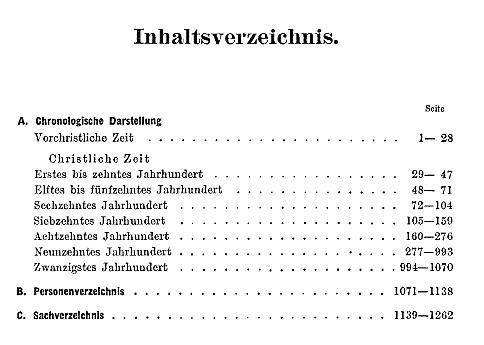 Inhaltsverzeichnis.
Seite
A. Chronologische Darstellung
Vorchristliche Zeit . . . . . . . . . . . . . . . . . . . 1— 28
Christliche Zeit
Erstes bis zehntes Jahrhundert . . . . . . . . . . . . . . 29— 47
Elftes bis fünfzehntes Jahrhundert . . . . . . . . . . . . 48— 71
Sechzehntes Jahrhundert . . . . . . . . . . . . . . . . 72—104
Siebzehntes Jahrhundert . . . . . . . . . . . . . . . . 105—159
Achtzehntes Jahrhundert . . . . . . . . . . . . . . . . 160—276
Neunzehntes Jahrhundert . . . . . . . . . . . . . . . . 277—993
Zwanzigstes Jahrhundert . . . . . . . . . . . . . . . . 994—1070
B. Personenverzeichnis . . . . . . . . . . . . . . . . . . . 1071—1138
C. Sachverzeichnis . . . . . . . . . . . . . . . . . . . . . 1139—1262